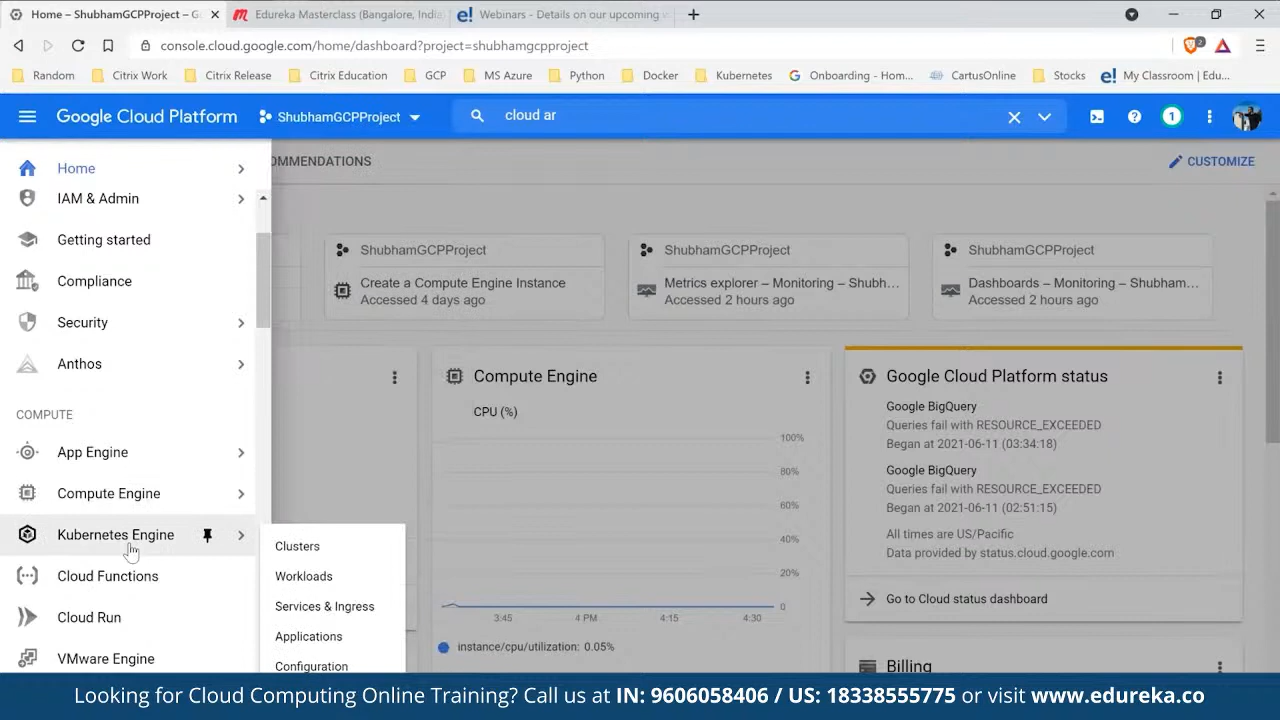 Home – ShubhamGCPProject – G
Edureka Masterclass (Bangalore, India
e! Webinars - Details on our upcoming w
console.cloud.google.com/home/dashboard?project=shubhamgcpproject
2
Random
Citrix Work
Citrix Release
Citrix Education
GCP
MS Azure
Python
Docker
Kubernetes
Onboarding - Hom...
CartusOnline
Stocks
e! My Classroom | Edu...
Google Cloud Platform
ShubhamGCPProject
cloud ar
1
Home
OMMENDATIONS
CUSTOMIZE
IAM & Admin
Getting started
Compliance
Security
Anthos
COMPUTE
App Engine
Compute Engine
Kubernetes Engine
Cloud Functions
Cloud Run
VMware Engine
Clusters
Workloads
Services & Ingress
Applications
Configuration
ShubhamGCPProject
Create a Compute Engine Instance
Accessed 4 days ago
ShubhamGCPProject
Metrics explorer – Monitoring – Shubh...
Accessed 2 hours ago
ShubhamGCPProject
Dashboards – Monitoring – Shubham...
Accessed 2 hours ago
Compute Engine
CPU (%)
100%
80%
60%
40%
20%
0
3:45
4 PM
4:15
4:30
instance/cpu/utilization: 0.05%
Google Cloud Platform status
Google BigQuery
Queries fail with RESOURCE_EXCEEDED
Began at 2021-06-11 (03:34:18)
Google BigQuery
Queries fail with RESOURCE_EXCEEDED
Began at 2021-06-11 (02:51:15)
All times are US/Pacific
Data provided by status.cloud.google.com
Go to Cloud status dashboard
Billing
Looking for Cloud Computing Online Training? Call us at IN: 9606058406 / US: 18338555775 or visit www.edureka.co